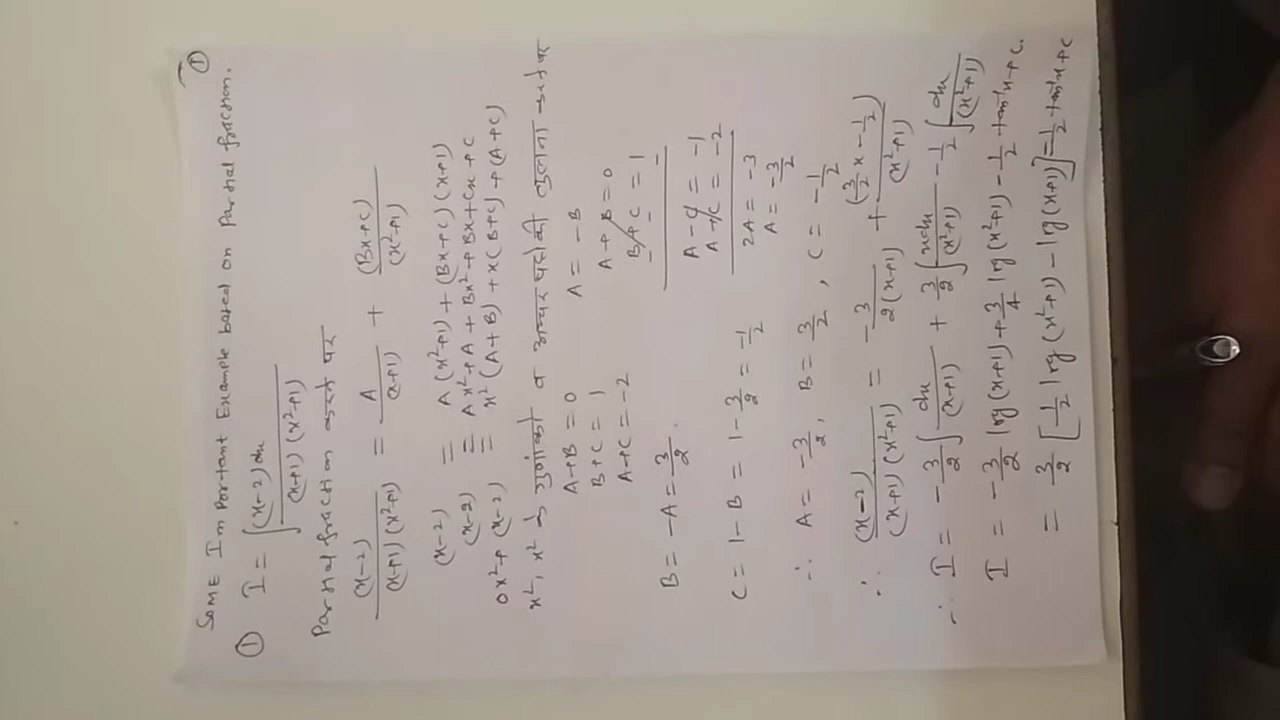 ①
SOME Important Example based on Partial fraction.
① I = ∫ (x-2)dx / (x+1)(x²+1)
Partial fraction करने पर
(x-2) / (x+1)(x²+1) = A / (x+1) + (Bx+C) / (x²+1)
(x-2) = A(x²+1) + (Bx+C)(x+1)
(x-2) = Ax²+A + Bx²+Bx+Cx+C
0x²+(x-2) = x²(A+B) + x(B+C) + (A+C)
x², x² के गुणांको व अचर पदों की तुलना करने पर
A+B = 0
B+C = 1
A+C = -2
A = -B
A+B = 0
B+C = 1
- - -
A-C = -1
A+C = -2
2A = -3
A = -3/2
B = -A = 3/2.
C = 1-B = 1-3/2 = -1/2
∴ A = -3/2, B = 3/2, C = -1/2
∴ (x-2) / (x+1)(x²+1) = -3 / 2(x+1) + (3/2 x - 1/2) / (x²+1)
∴ I = -3/2 ∫ dx/(x+1) + 3/2 ∫ xdx/(x²+1) - 1/2 ∫ dx/(x²+1)
I = -3/2 log(x+1) + 3/4 log(x²+1) - 1/2 tan⁻¹x+C.
= 3/2 [1/2 log(x²+1) - log(x+1)] - 1/2 tan⁻¹x+C